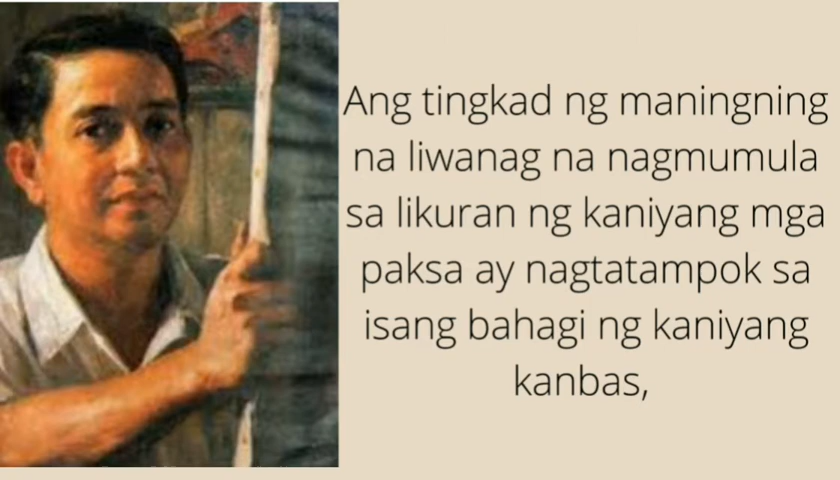 Ang tingkad ng maningning
na liwanag na nagmumula
sa likuran ng kaniyang mga
paksa ay nagtatampok sa
isang bahagi ng kaniyang
kanbas,